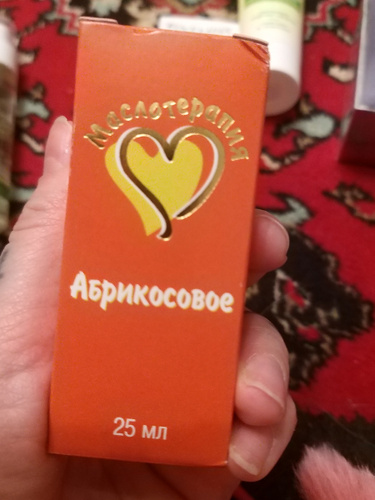 Маслотерапия
Абрикосовое
25 мл